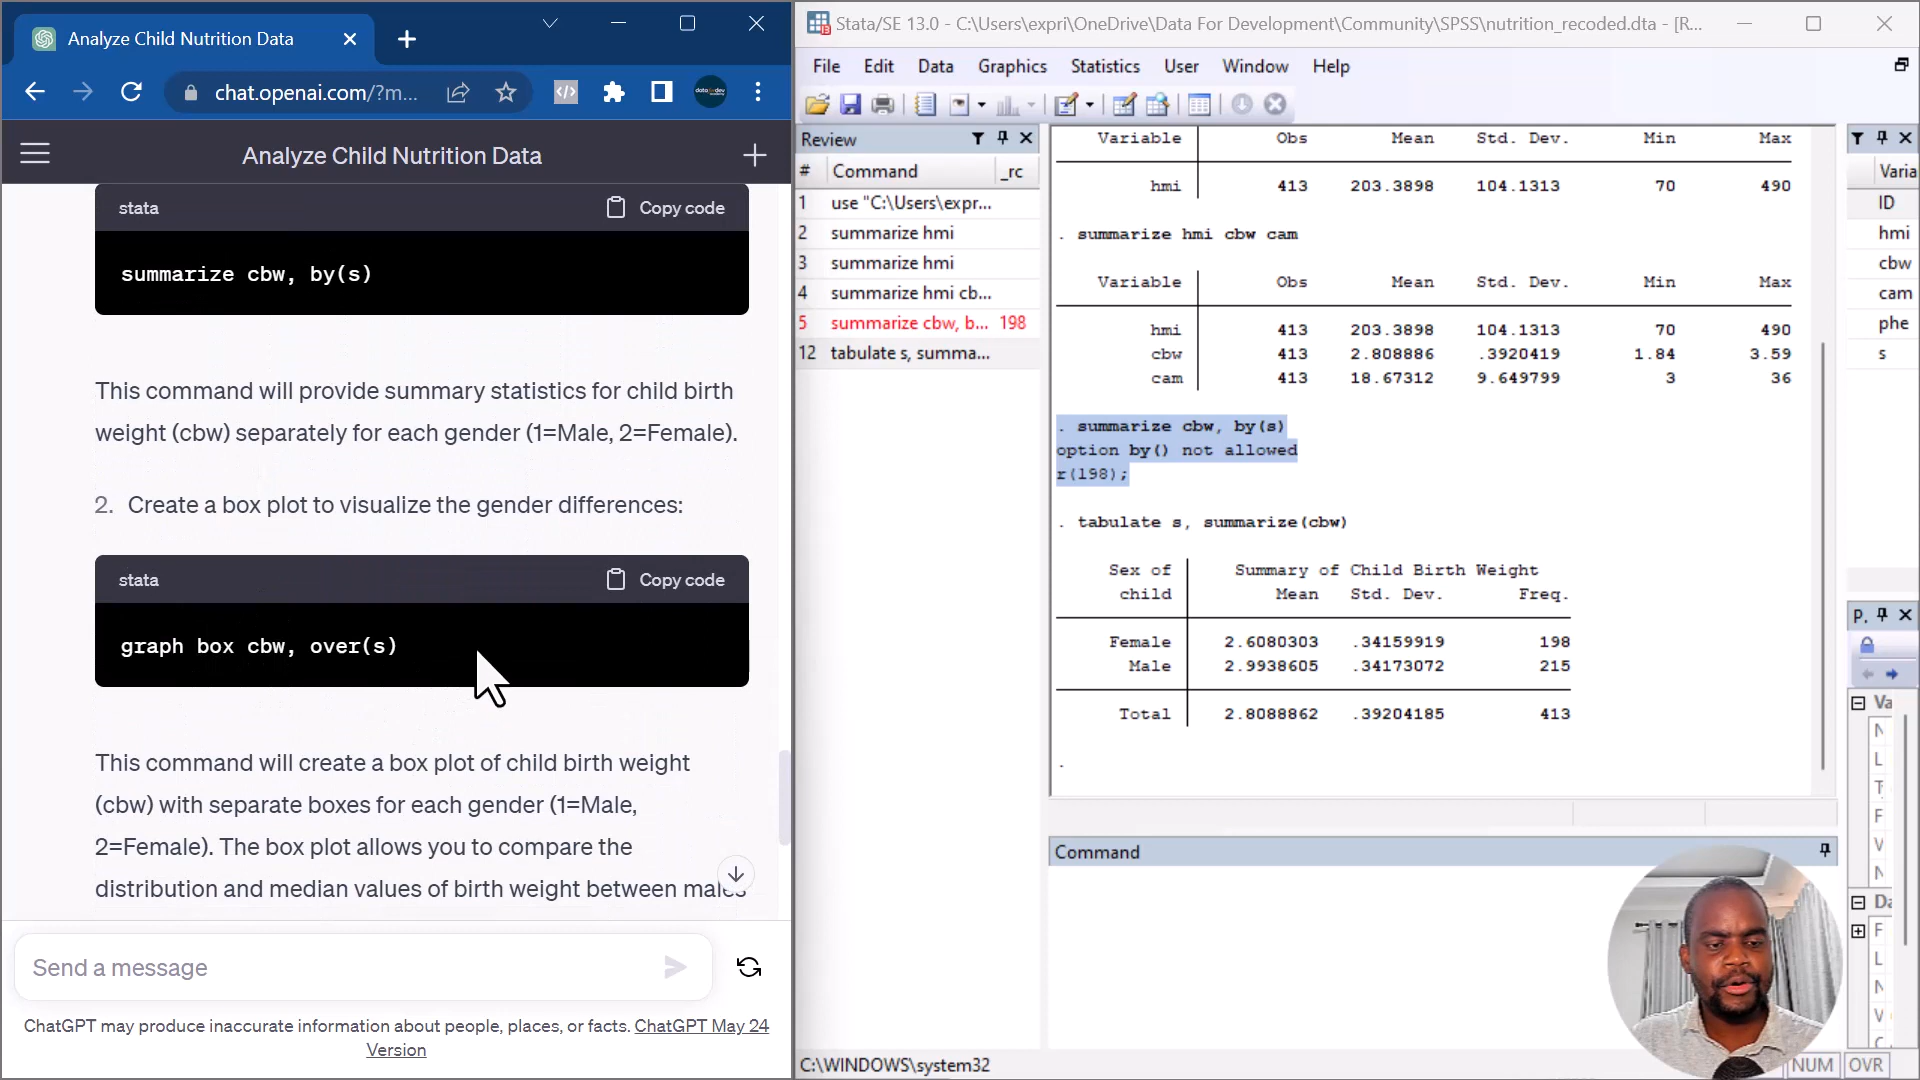 Analyze Child Nutrition Data
chat.openai.com/?m...
Analyze Child Nutrition Data
stata
Copy code
summarize cbw, by(s)
This command will provide summary statistics for child birth
weight (cbw) separately for each gender (1=Male, 2=Female).
2. Create a box plot to visualize the gender differences:
stata
Copy code
graph box cbw, over(s)
This command will create a box plot of child birth weight
(cbw) with separate boxes for each gender (1=Male,
2=Female). The box plot allows you to compare the
distribution and median values of birth weight between males
Send a message
ChatGPT may produce inaccurate information about people, places, or facts. ChatGPT May 24
Version
Stata/SE 13.0 - C:\Users\expri\OneDrive\Data For Development\Community\SPSS\nutrition_recoded.dta - [R...
File Edit Data Graphics Statistics User Window Help
Review
# Command _rc
1 use "C:\Users\expr...
2 summarize hmi
3 summarize hmi
4 summarize hmi cb...
5 summarize cbw, b... 198
12 tabulate s, summa...
Variable Obs Mean Std. Dev. Min Max
hmi 413 203.3898 104.1313 70 490
. summarize hmi cbw cam
Variable Obs Mean Std. Dev. Min Max
hmi 413 203.3898 104.1313 70 490
cbw 413 2.808886 .3920419 1.84 3.59
cam 413 18.67312 9.649799 3 36
. summarize cbw, by(s)
option by() not allowed
r(198);
. tabulate s, summarize(cbw)
Sex of Summary of Child Birth Weight
child Mean Std. Dev. Freq.
Female 2.6080303 .34159919 198
Male 2.9938605 .34173072 215
Total 2.8088862 .39204185 413
.
Command
C:\WINDOWS\system32
NUM OVR
Varia
ID
hmi
cbw
cam
phe
s
P.
Va
N
L
T
F
V
N
Da
F
L
N
V